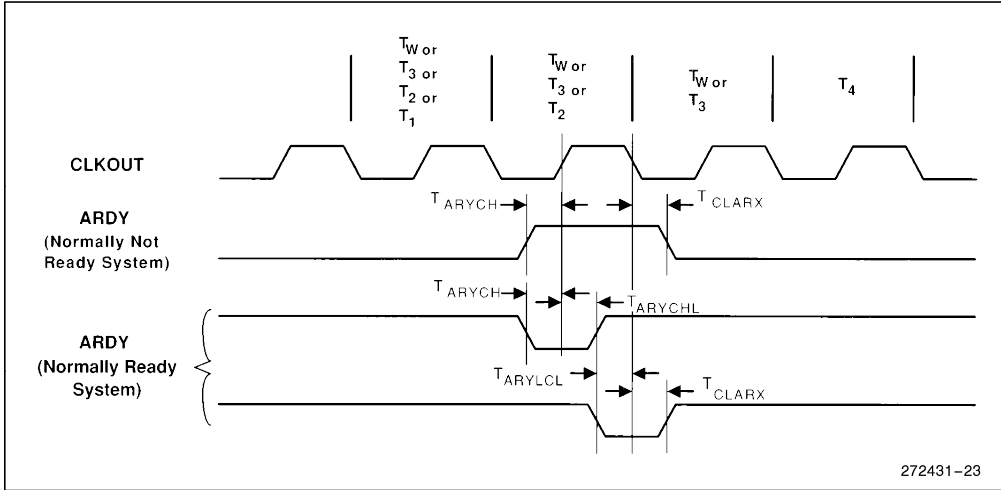 TW or
T3 or
T2 or
T1
TW or
T3 or
T2
TW or
T3
T4
CLKOUT
TARYCH
TCLARX
ARDY
(Normally Not
Ready System)
TARYCH
TARYCHL
ARDY
(Normally Ready
System)
TARYLCL
TCLARX
272431-23